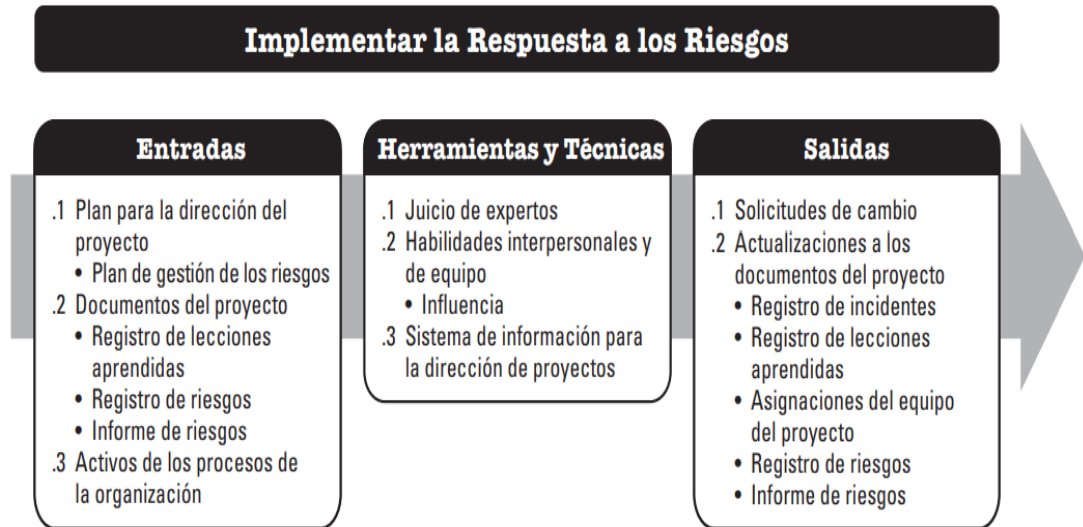 Implementar la Respuesta a los Riesgos
Entradas
.1 Plan para la dirección del
proyecto
• Plan de gestión de los riesgos
.2 Documentos del proyecto
• Registro de lecciones
aprendidas
• Registro de riesgos
• Informe de riesgos
.3 Activos de los procesos de
la organización
Herramientas y Técnicas
.1 Juicio de expertos
.2 Habilidades interpersonales y
de equipo
• Influencia
.3 Sistema de información para
la dirección de proyectos
Salidas
.1 Solicitudes de cambio
.2 Actualizaciones a los
documentos del proyecto
• Registro de incidentes
• Registro de lecciones
aprendidas
• Asignaciones del equipo
del proyecto
• Registro de riesgos
• Informe de riesgos